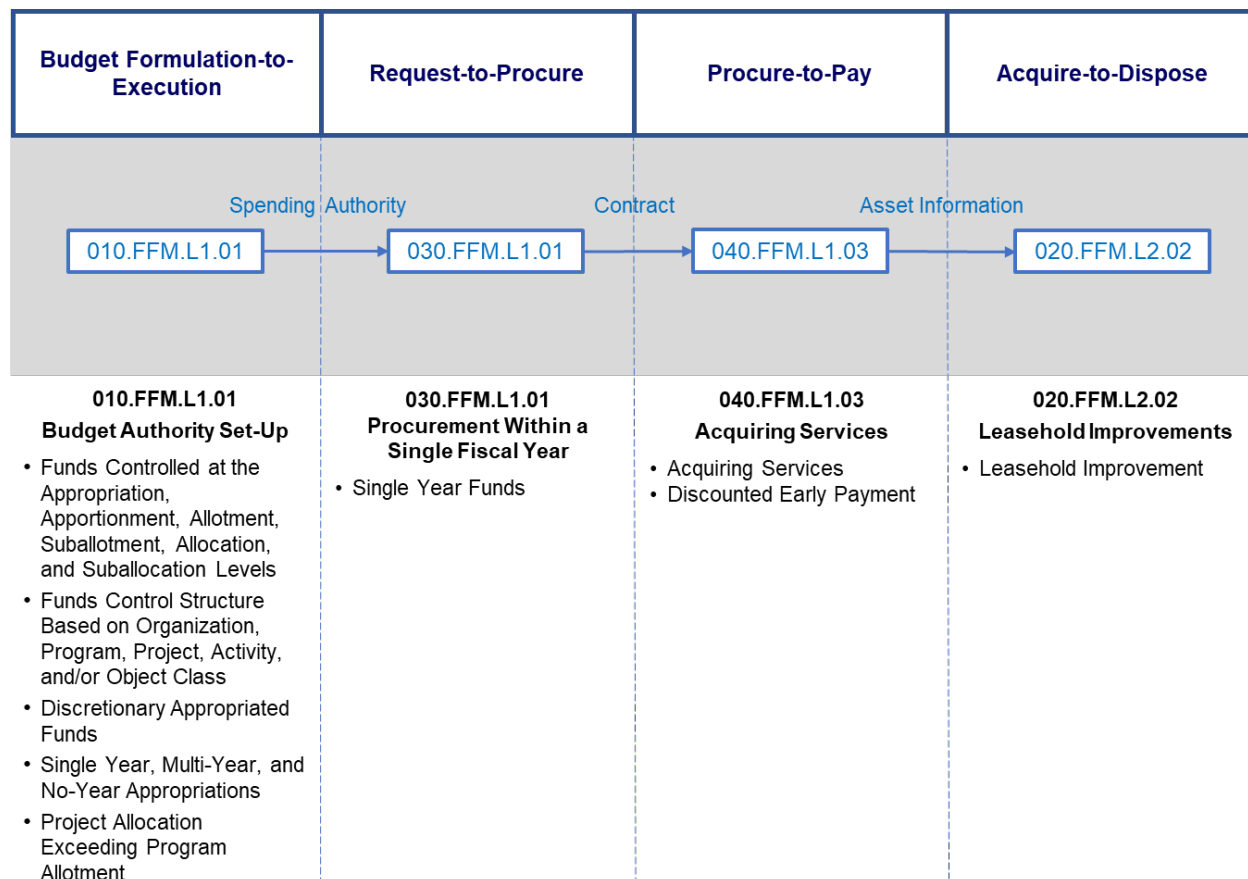 Budget Formulation-to-
Execution
Request-to-Procure
Procure-to-Pay
Acquire-to-Dispose
Spending Authority
Contract
Asset Information
010.FFM.L1.01
030.FFM.L1.01
040.FFM.L1.03
020.FFM.L2.02
010.FFM.L1.01
Budget Authority Set-Up
• Funds Controlled at the
Appropriation,
Apportionment, Allotment,
Suballotment, Allocation,
and Suballocation Levels
• Funds Control Structure
Based on Organization,
Program, Project, Activity,
and/or Object Class
• Discretionary Appropriated
Funds
• Single Year, Multi-Year, and
No-Year Appropriations
• Project Allocation
Exceeding Program
Allotment
030.FFM.L1.01
Procurement Within a
Single Fiscal Year
• Single Year Funds
040.FFM.L1.03
Acquiring Services
• Acquiring Services
• Discounted Early Payment
020.FFM.L2.02
Leasehold Improvements
• Leasehold Improvement